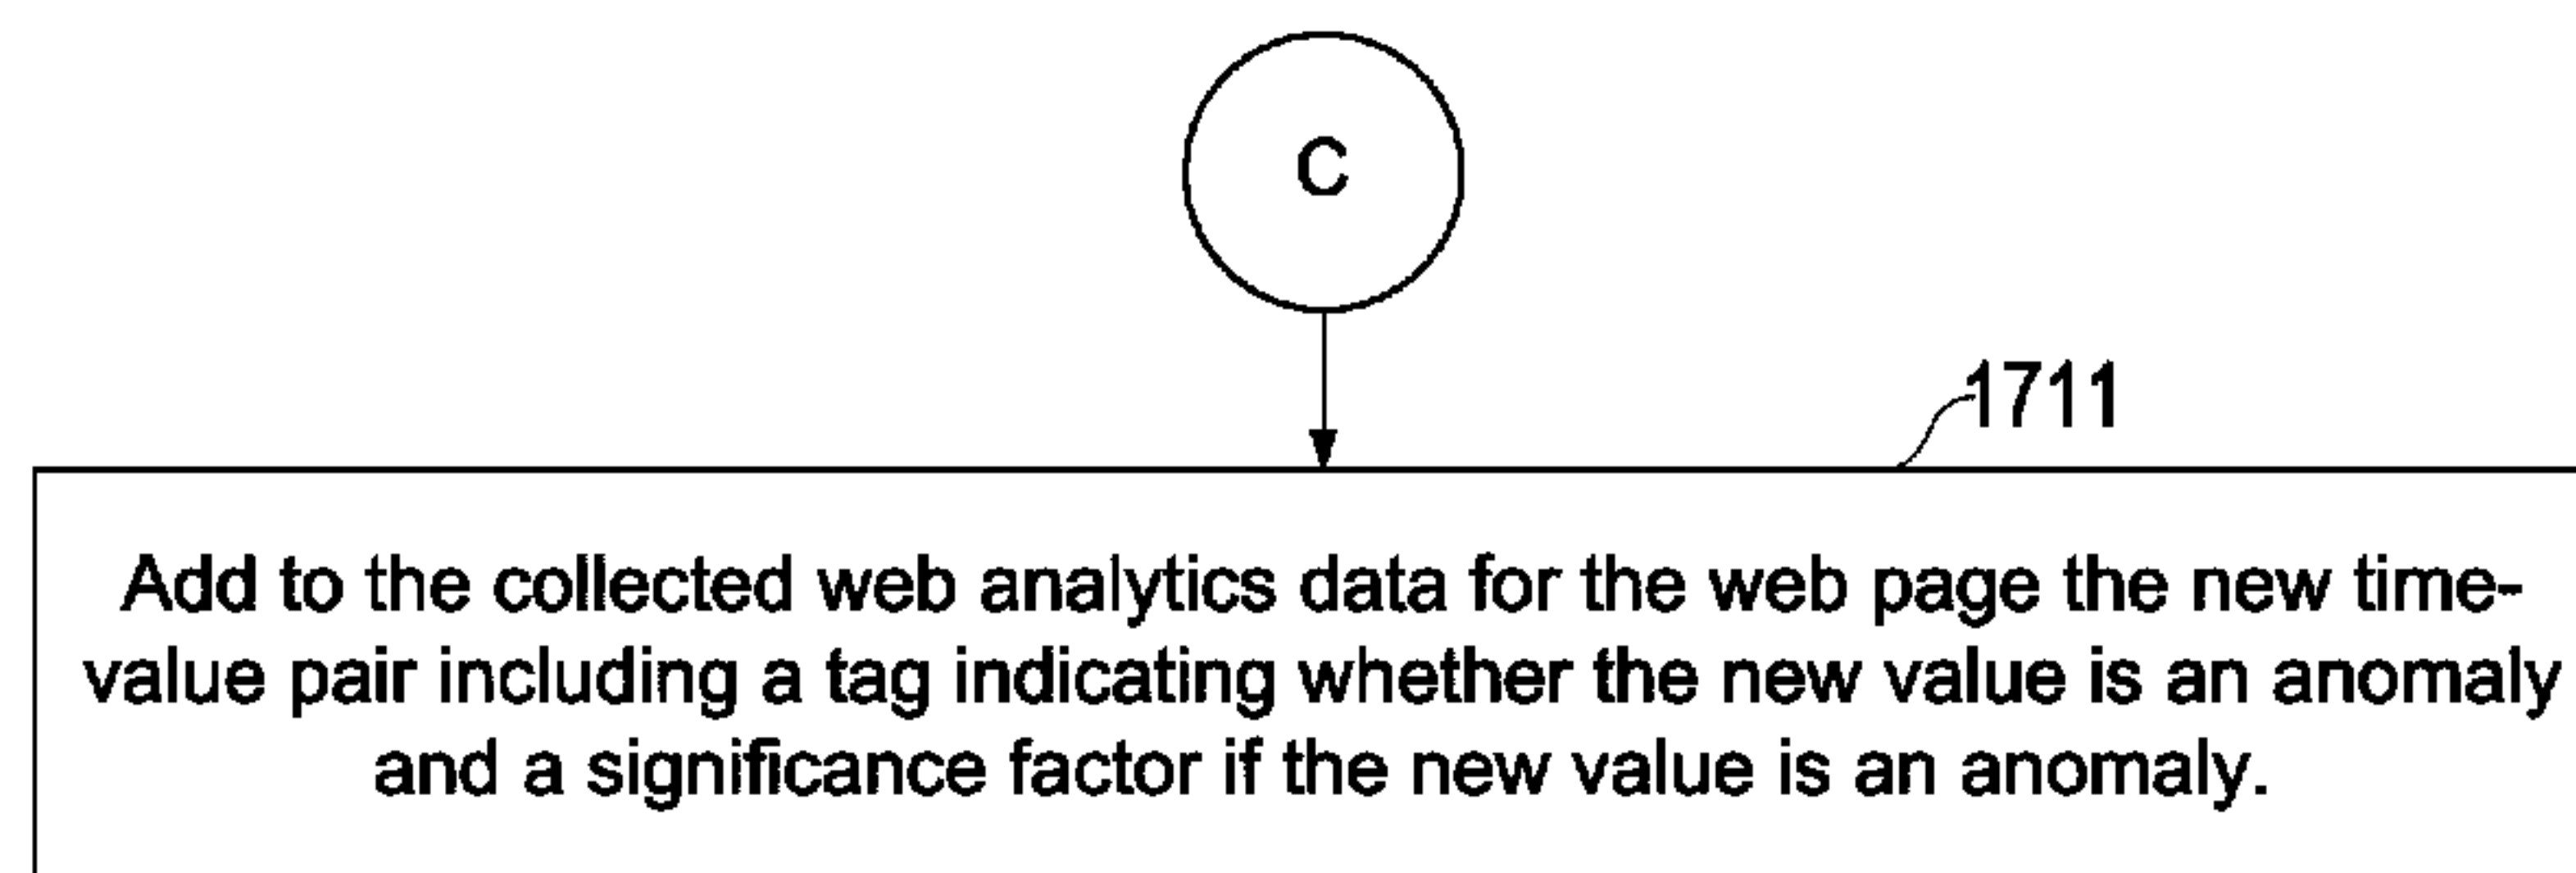 C
1711
Add to the collected web analytics data for the web page the new time-
value pair including a tag indicating whether the new value is an anomaly
and a significance factor if the new value is an anomaly.